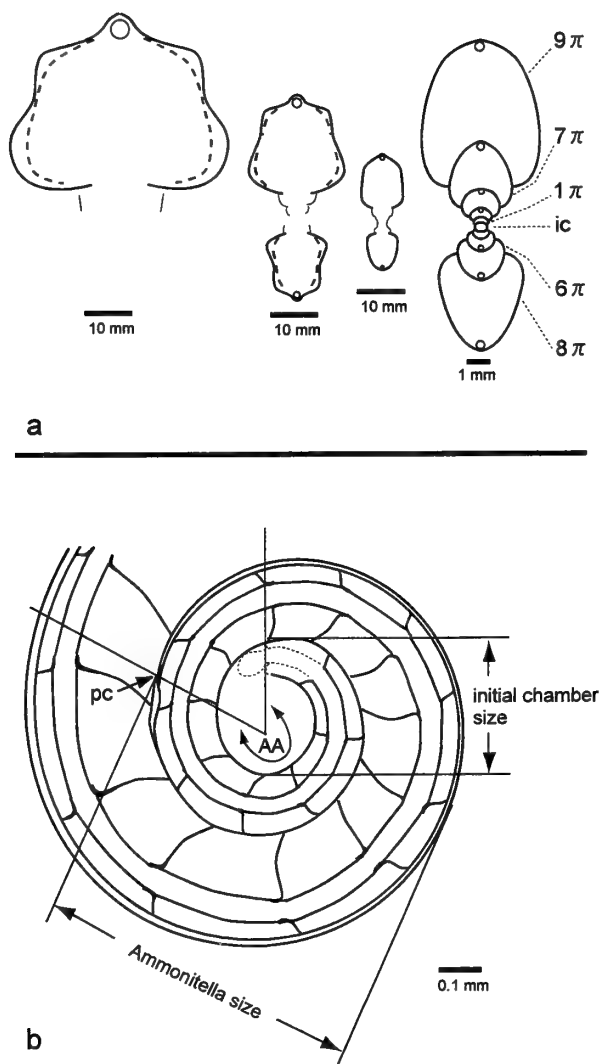 9π
7π
1π
ic
6π
8π
10 mm
10 mm
10 mm
1 mm
a
initial chamber
size
pc
AA
Ammonitella size
0.1 mm
b